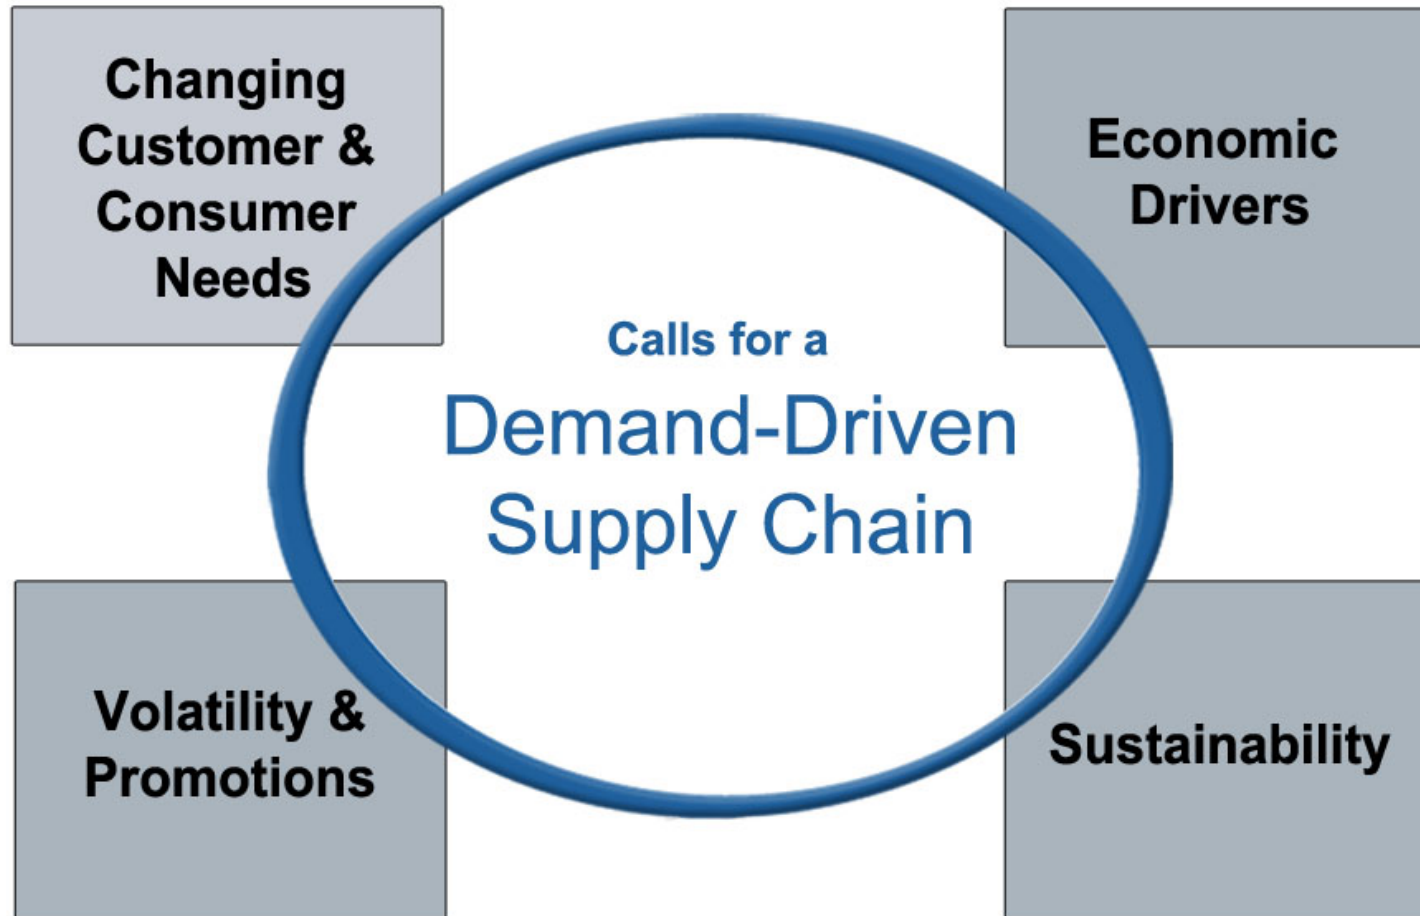 Changing
Customer &
Consumer
Needs
Economic
Drivers
Calls for a
Demand-Driven
Supply Chain
Volatility &
Promotions
Sustainability